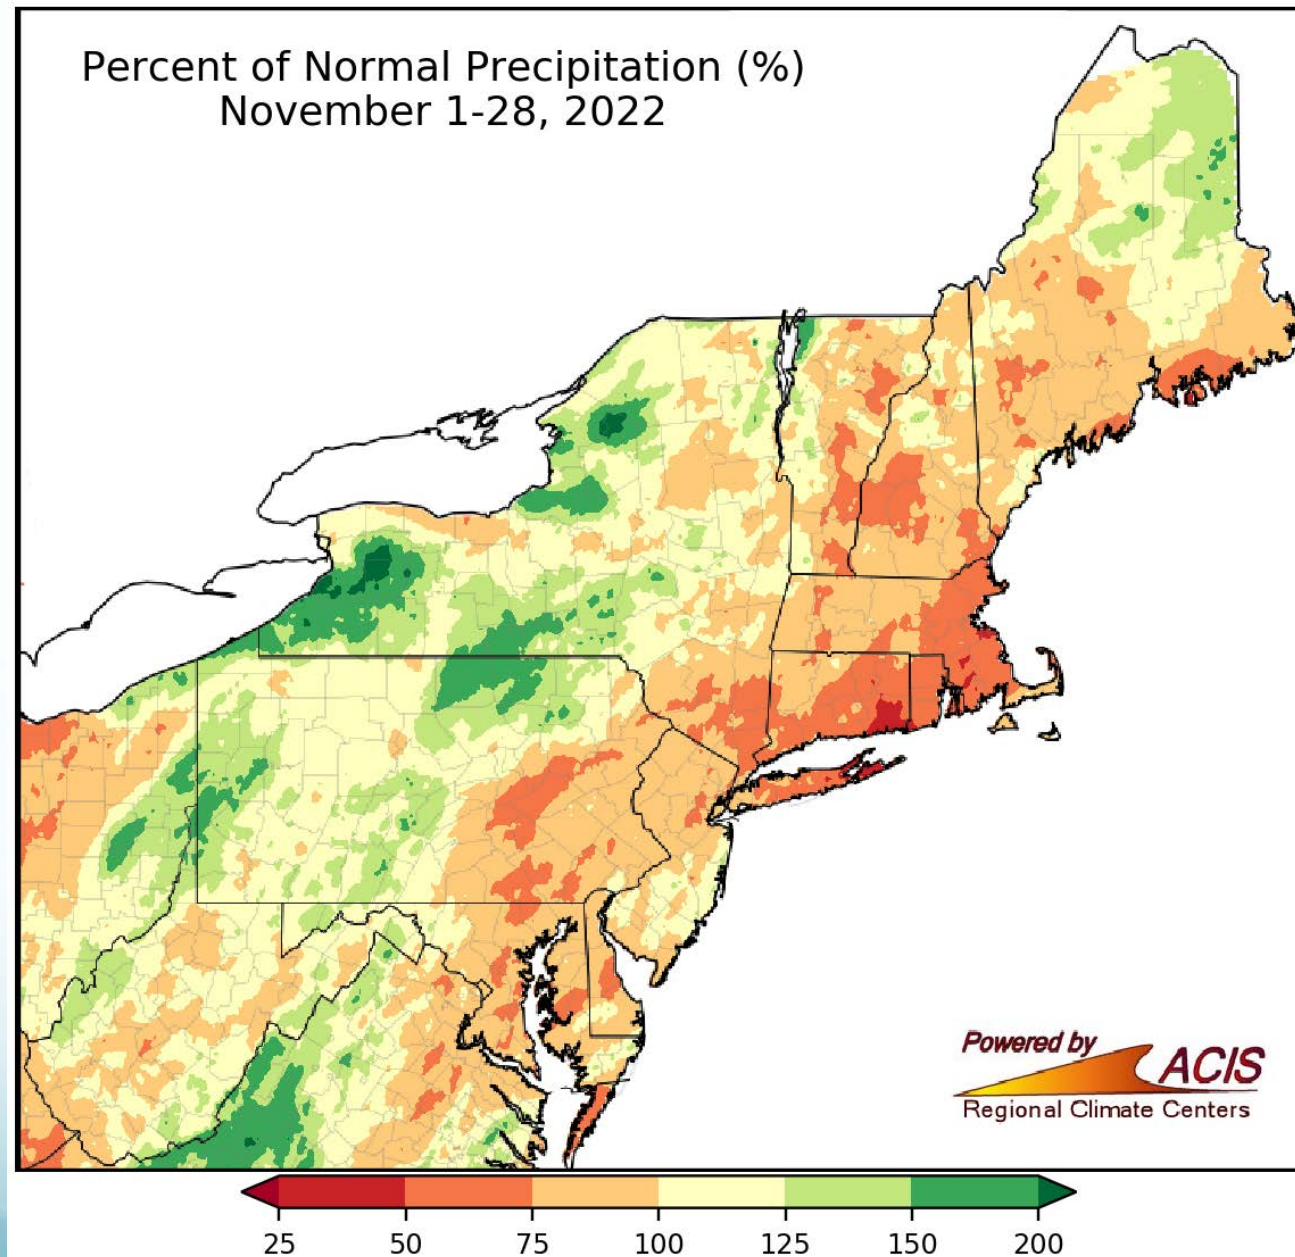 Percent of Normal Precipitation (%)
November 1-28, 2022
Powered by
ACIS
Regional Climate Centers
25 50 75 100 125 150 200